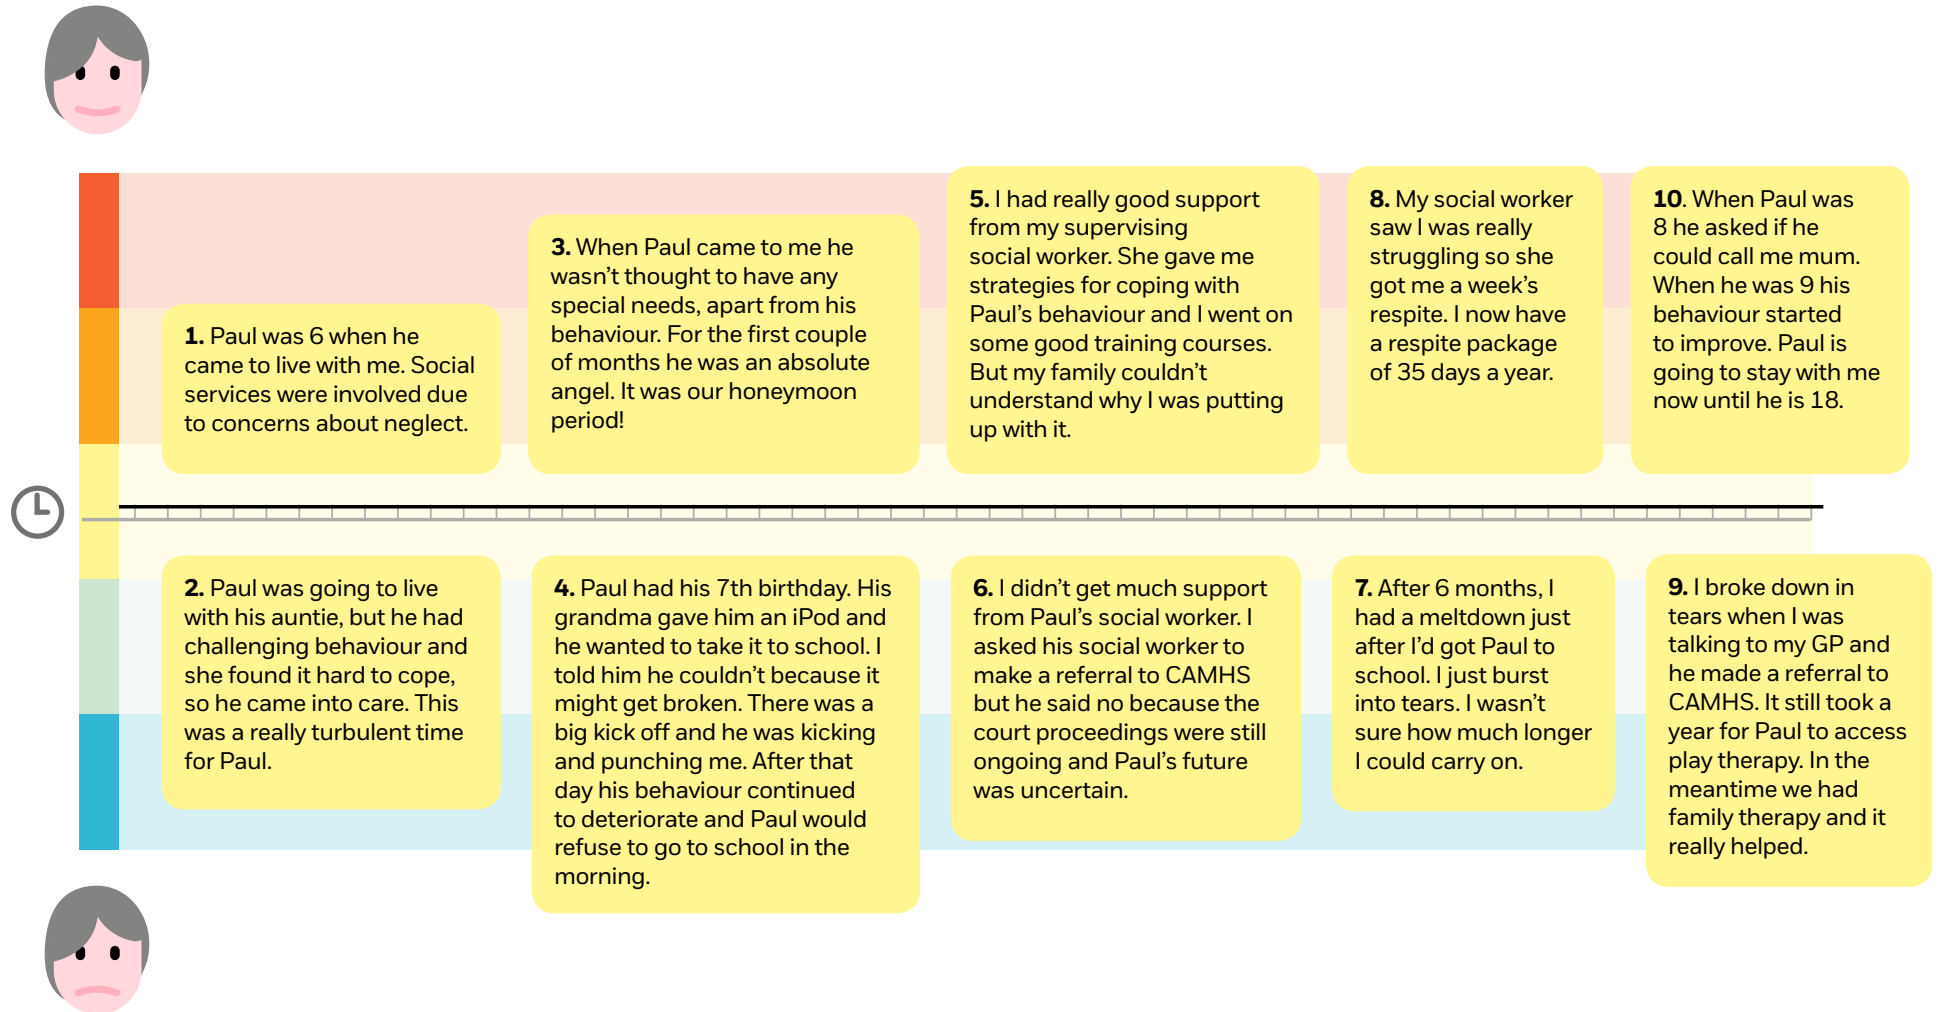 1. Paul was 6 when he
came to live with me. Social
services were involved due
to concerns about neglect.
2. Paul was going to live
with his auntie, but he had
challenging behaviour and
she found it hard to cope,
so he came into care. This
was a really turbulent time
for Paul.
3. When Paul came to me he
wasn’t thought to have any
special needs, apart from his
behaviour. For the first couple
of months he was an absolute
angel. It was our honeymoon
period!
4. Paul had his 7th birthday. His
grandma gave him an iPod and
he wanted to take it to school. I
told him he couldn’t because it
might get broken. There was a
big kick off and he was kicking
and punching me. After that
day his behaviour continued
to deteriorate and Paul would
refuse to go to school in the
morning.
5. I had really good support
from my supervising
social worker. She gave me
strategies for coping with
Paul’s behaviour and I went on
some good training courses.
But my family couldn’t
understand why I was putting
up with it.
6. I didn’t get much support
from Paul’s social worker. I
asked his social worker to
make a referral to CAMHS
but he said no because the
court proceedings were still
ongoing and Paul’s future
was uncertain.
7. After 6 months, I
had a meltdown just
after I’d got Paul to
school. I just burst
into tears. I wasn’t
sure how much longer
I could carry on.
8. My social worker
saw I was really
struggling so she
got me a week’s
respite. I now have
a respite package
of 35 days a year.
9. I broke down in
tears when I was
talking to my GP and
he made a referral to
CAMHS. It still took a
year for Paul to access
play therapy. In the
meantime we had
family therapy and it
really helped.
10. When Paul was
8 he asked if he
could call me mum.
When he was 9 his
behaviour started
to improve. Paul is
going to stay with me
now until he is 18.